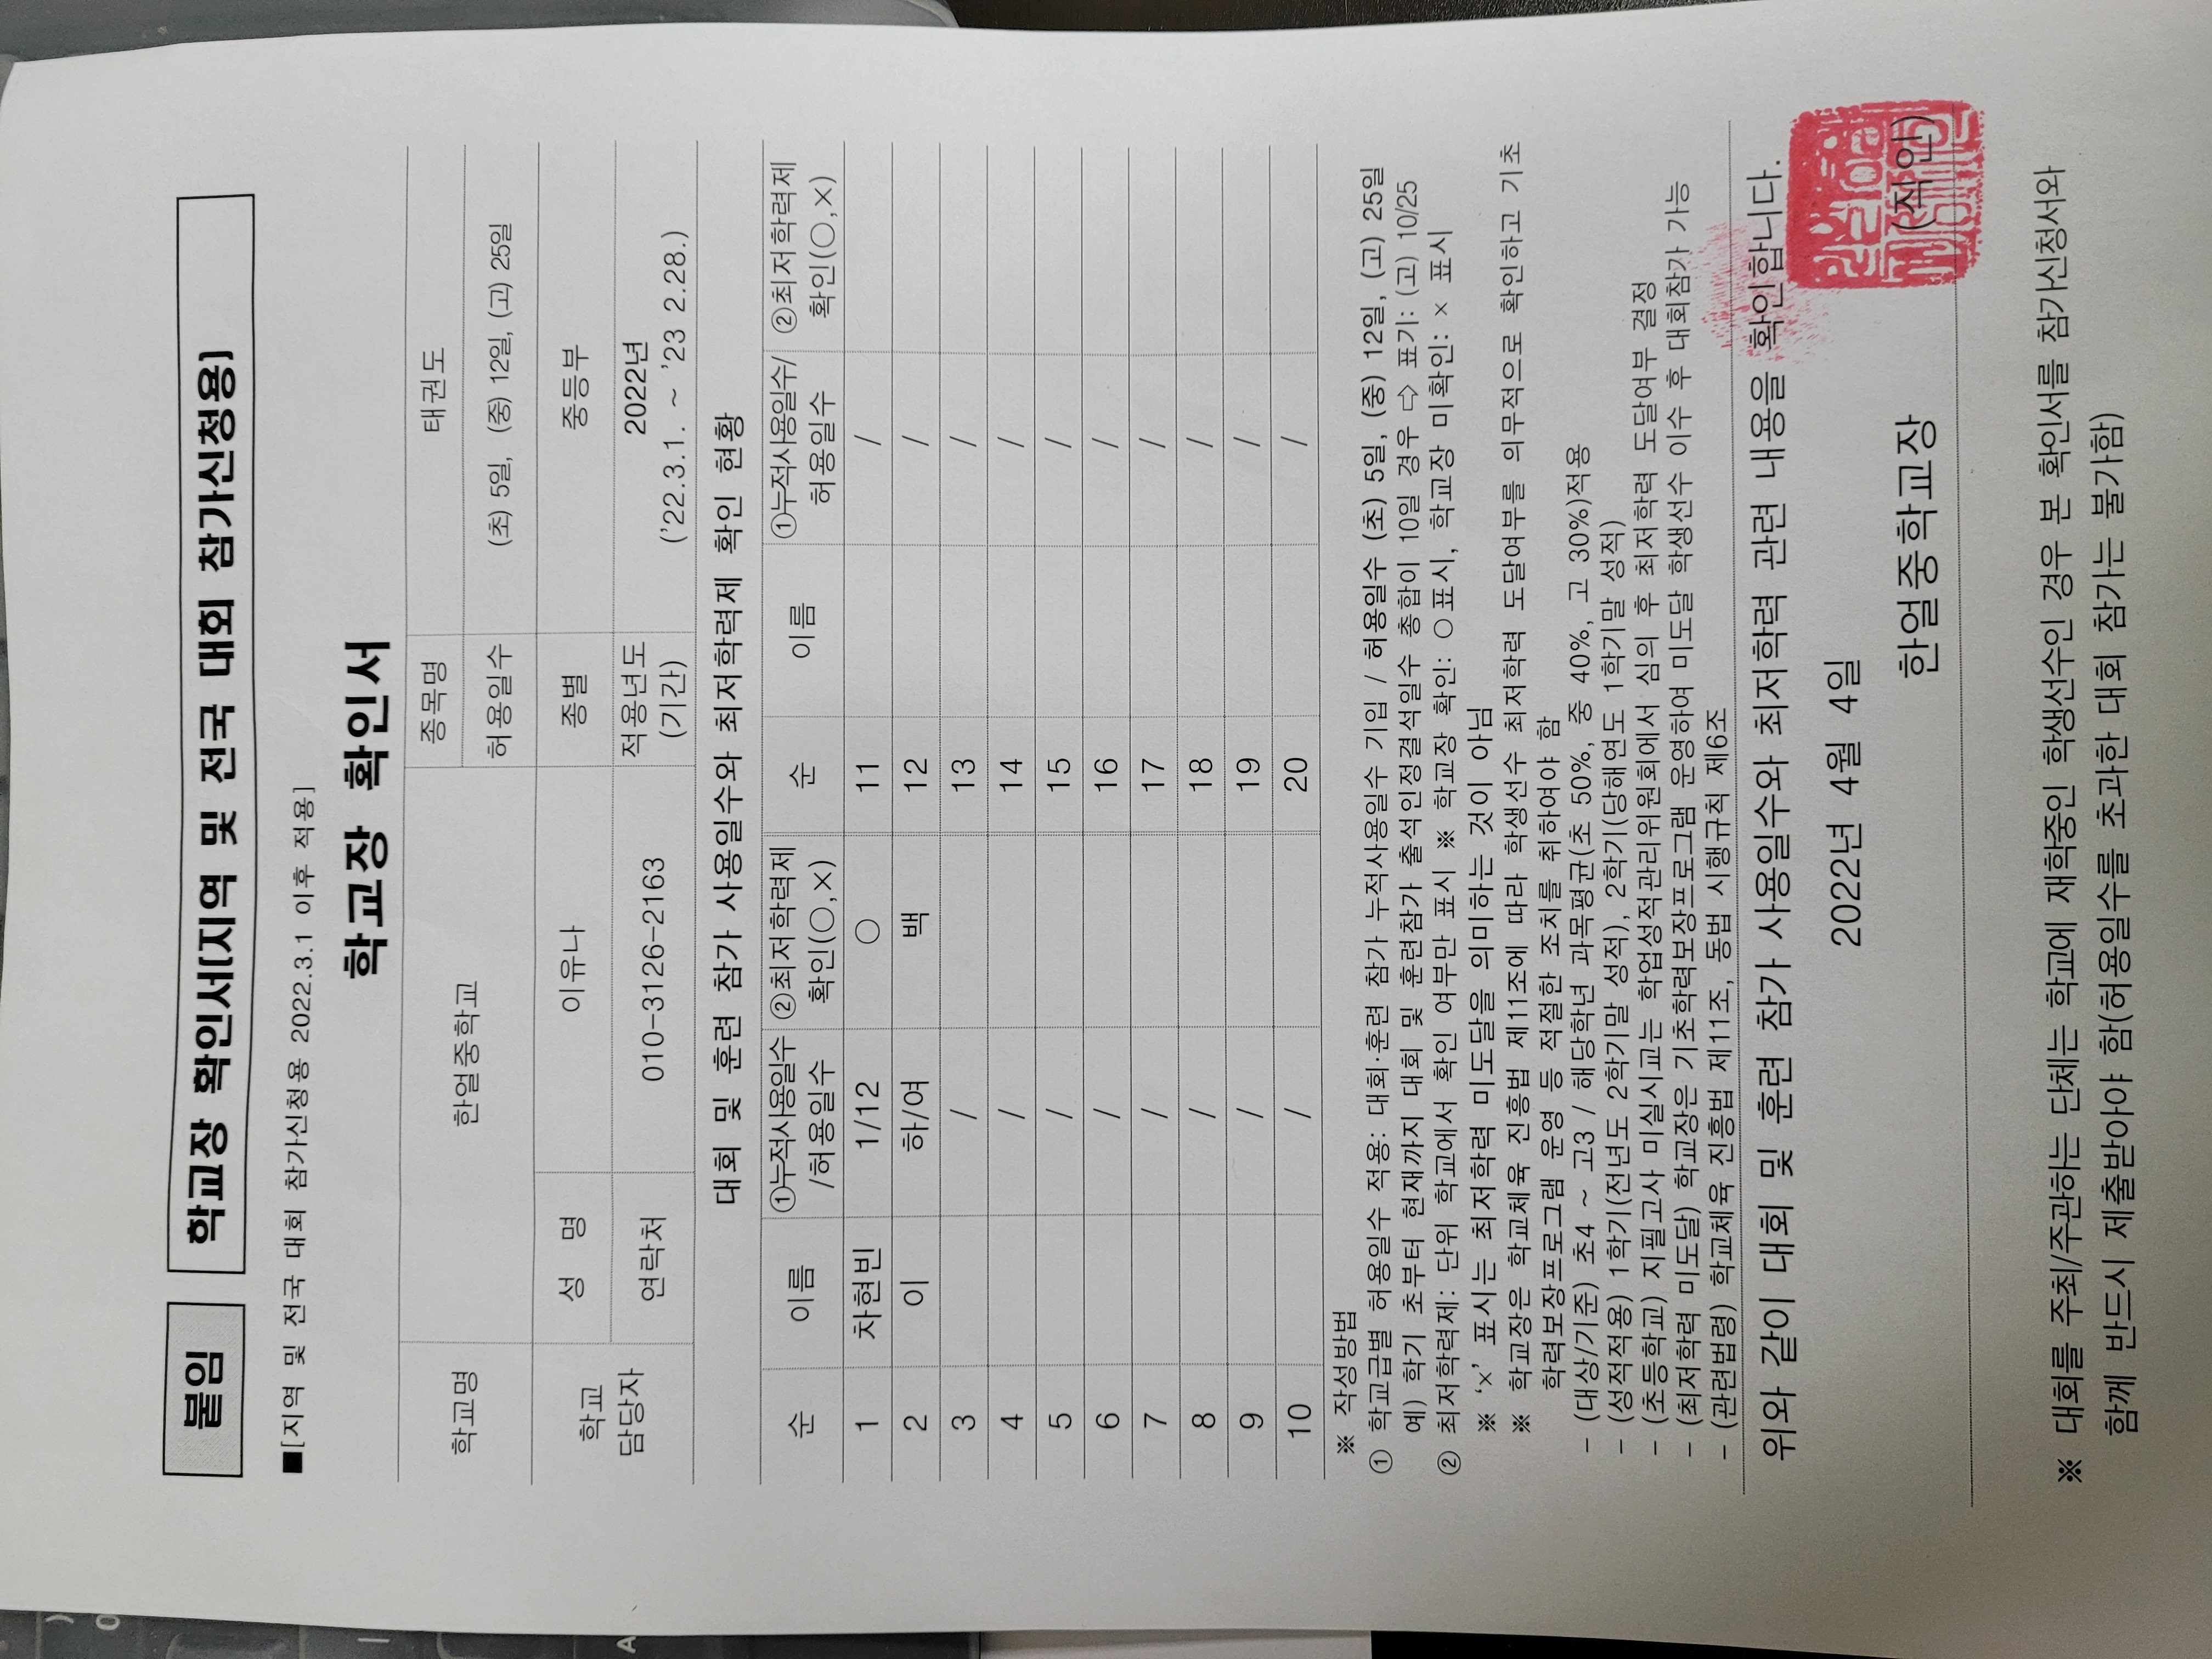 붙임
학교장 확인서(지역 및 전국 대회 참가신청용)
■[지역 및 전국 대회 참가신청용 2022.3.1 이후 적용]
학교장 확인서
학교명 한얼중학교 종목명 태권도
허용일수 (초) 5일, (중) 12일, (고) 25일
학교 담당자 성 명 이유나 종별 중등부
연락처 010-3126-2163 적용년도 (기간) 2022년
('22.3.1. ~ '23 2.28.)
대회 및 훈련 참가 사용일수와 최저학력제 확인 현황
순 이름 ①누적사용일수 /허용일수 ②최저학력제 확인(○,×) 순 이름 ①누적사용일수/ 허용일수 ②최저학력제 확인(○,×)
1 차현빈 1/12 ○ 11 /
2 이 하/여 백 12 /
3 / 13 /
4 / 14 /
5 / 15 /
6 / 16 /
7 / 17 /
8 / 18 /
9 / 19 /
10 / 20 /
※ 작성방법
① 학교급별 허용일수 적용: 대회·훈련 참가 누적사용일수 기입 / 허용일수 (초) 5일, (중) 12일, (고) 25일
예) 학기 초부터 현재까지 대회 및 훈련참가 출석인정결석일수 총합이 10일 경우 ⇨ 표기: (고) 10/25
② 최저학력제: 단위 학교에서 확인 여부만 표시 ※ 학교장 확인: ○표시, 학교장 미확인: × 표시
※ '×' 표시는 최저학력 미도달을 의미하는 것이 아님
※ 학교장은 학교체육 진흥법 제11조에 따라 학생선수 최저학력 도달여부를 의무적으로 확인하고 기초
학력보장프로그램 운영 등 적절한 조치를 취하여야 함
- (대상/기준) 초4 ~ 고3 / 해당학년 과목평균(초 50%, 중 40%, 고 30%)적용
- (성적적용) 1학기(전년도 2학기말 성적), 2학기(당해연도 1학기말 성적)
- (초등학교) 지필고사 미실시교는 학업성적관리위원회에서 심의 후 최저학력 도달여부 결정
- (최저학력 미도달) 학교장은 기초학력보장프로그램 운영하여 미도달 학생선수 이수 후 대회참가 가능
- (관련법령) 학교체육 진흥법 제11조, 동법 시행규칙 제6조
위와 같이 대회 및 훈련 참가 사용일수와 최저학력 관련 내용을 확인합니다.
2022년 4월 4일
한얼중학교장 (직인)
※ 대회를 주최/주관하는 단체는 학교에 재학중인 학생선수인 경우 본 확인서를 참가신청서와
함께 반드시 제출받아야 함(허용일수를 초과한 대회 참가는 불가함)